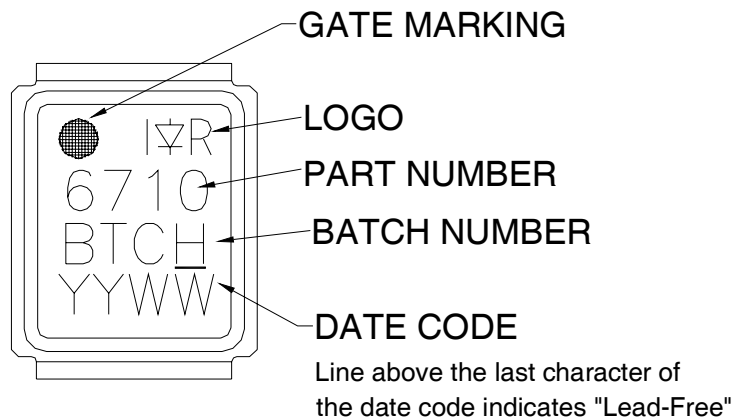 GATE MARKING
I R
LOGO
6710
PART NUMBER
BTCH
BATCH NUMBER
YYWW
DATE CODE
Line above the last character of
the date code indicates "Lead-Free"